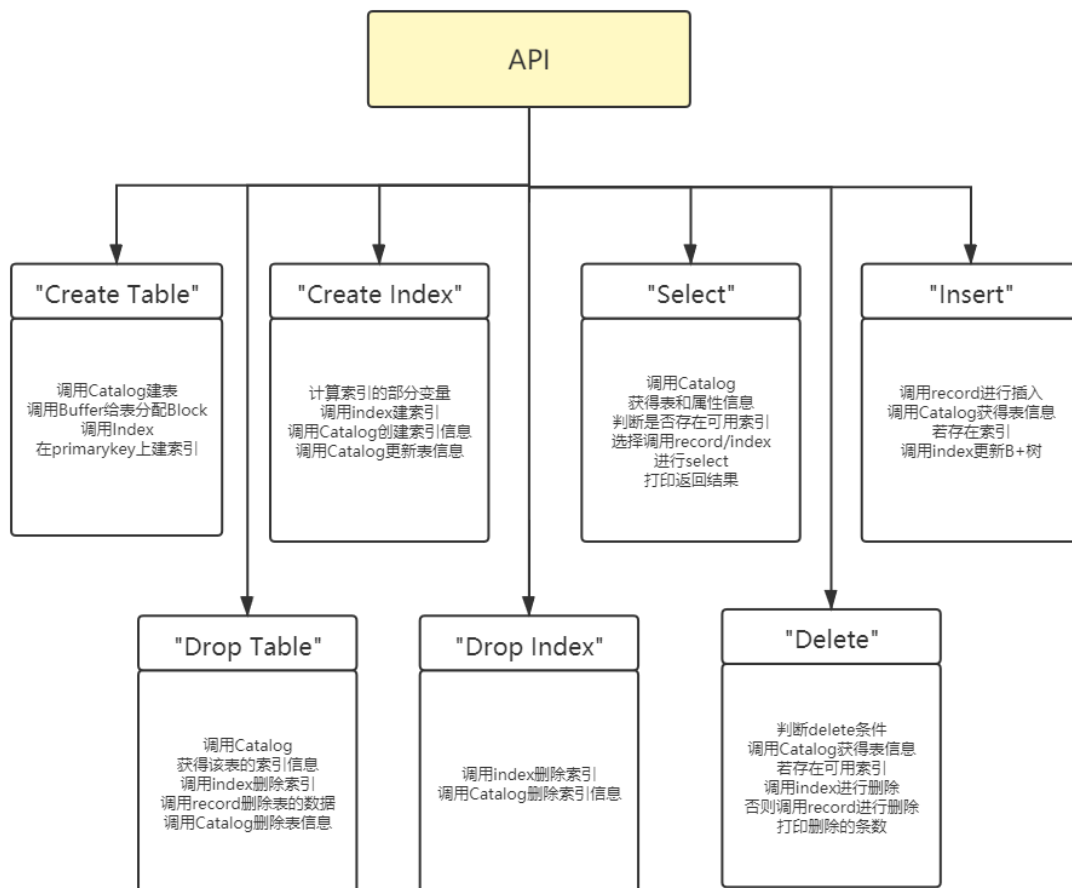 API
"Create Table"
调用Catalog建表
调用Buffer给表分配Block
调用Index
在primarykey上建索引
"Create Index"
计算索引的部分变量
调用index建索引
调用Catalog创建索引信息
调用Catalog更新表信息
"Select"
调用Catalog
获得表和属性信息
判断是否存在可用索引
选择调用record/index
进行select
打印返回结果
"Insert"
调用record进行插入
调用Catalog获得表信息
若存在索引
调用index更新B+树
"Drop Table"
调用Catalog
获得该表的索引信息
调用index删除索引
调用record删除表的数据
调用Catalog删除表信息
"Drop Index"
调用index删除索引
调用Catalog删除索引信息
"Delete"
判断delete条件
调用Catalog获得表信息
若存在可用索引
调用index进行删除
否则调用record进行删除
打印删除的条数